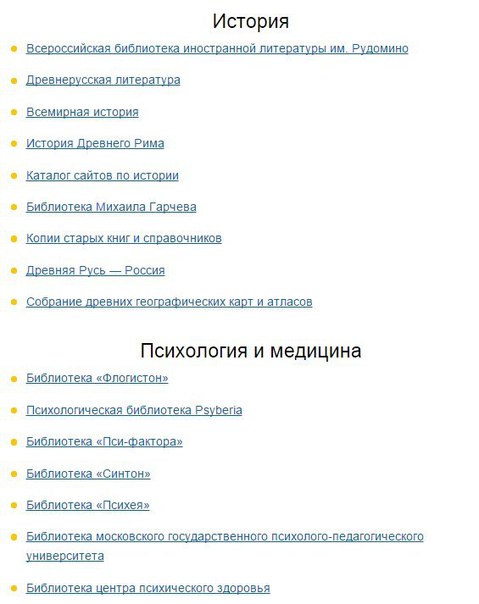 История
Всероссийская библиотека иностранной литературы им. Рудомино
Древнерусская литература
Всемирная история
История Древнего Рима
Каталог сайтов по истории
Библиотека Михаила Гарчева
Копии старых книг и справочников
Древняя Русь — Россия
Собрание древних географических карт и атласов
Психология и медицина
Библиотека «Флогистон»
Психологическая библиотека Psyberia
Библиотека «Пси-фактора»
Библиотека «Синтон»
Библиотека «Психея»
Библиотека московского государственного психолого-педагогического
университета
Библиотека центра психического здоровья